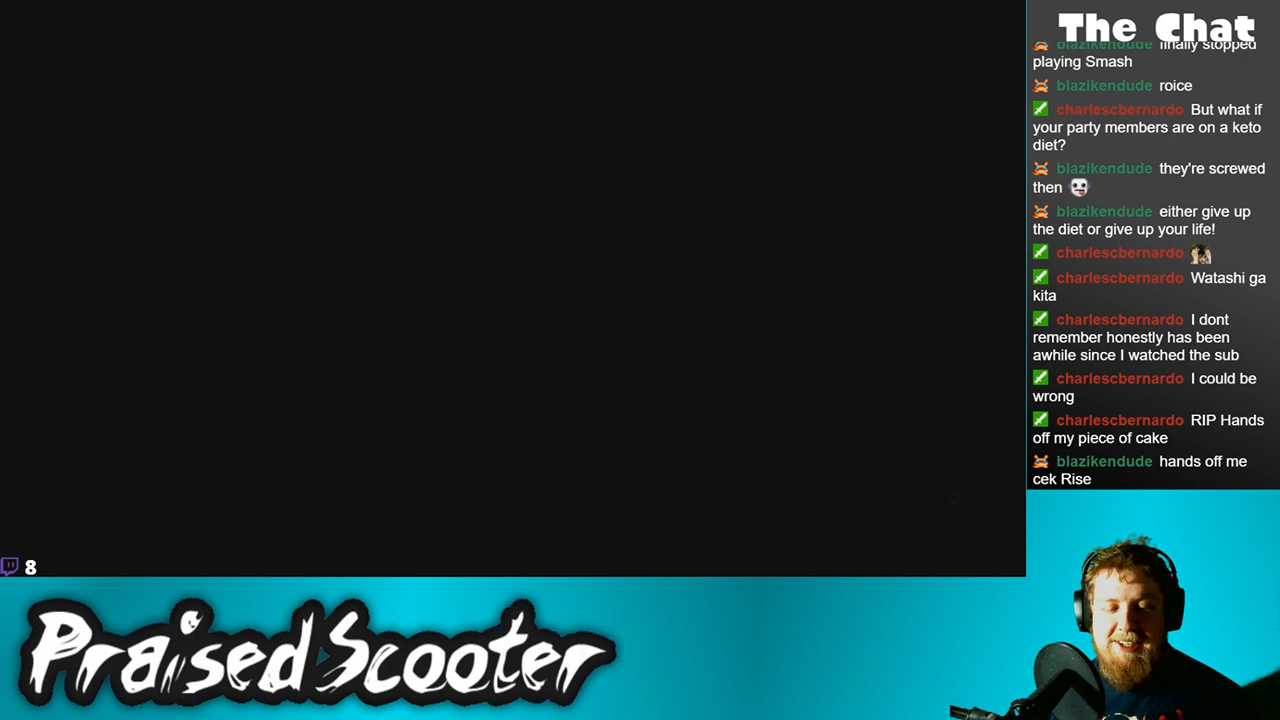 The Chat
blazikendude finally stopped
playing Smash
blazikendude roice
charlescbernardo But what if
your party members are on a keto
diet?
blazikendude they're screwed
then
blazikendude either give up
the diet or give up your life!
charlescbernardo
charlescbernardo Watashi ga
kita
charlescbernardo I dont
remember honestly has been
awhile since I watched the sub
charlescbernardo I could be
wrong
charlescbernardo RIP Hands
off my piece of cake
blazikendude hands off me
cek Rise
8
PraisedScooter